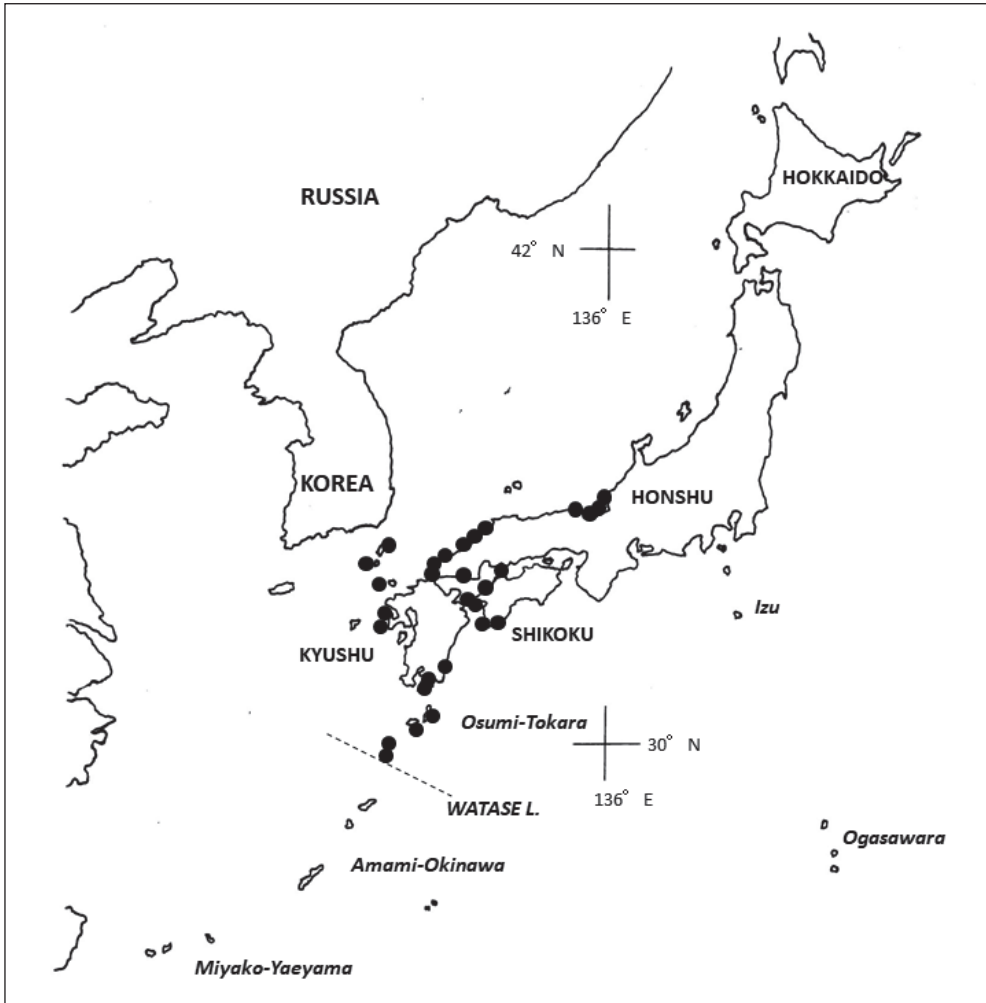 HOKKAIDO
RUSSIA
42° N
136° E
KOREA
HONSHU
Izu
SHIKOKU
KYUSHU
Osumi-Tokara
30° N
136° E
WATASE L.
Ogasawara
Amami-Okinawa
Miyako-Yaeyama